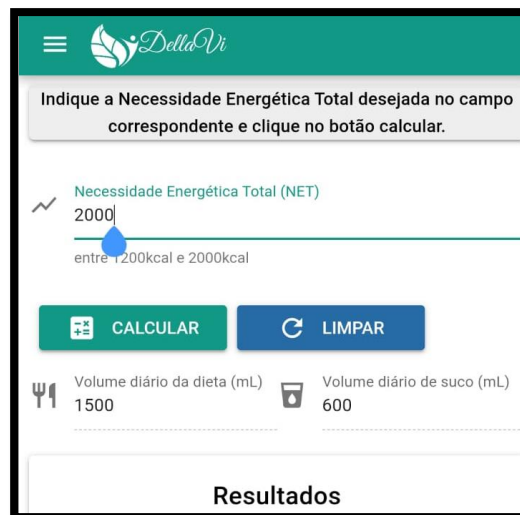 DellaVi
Indique a Necessidade Energética Total desejada no campo
correspondente e clique no botão calcular.
Necessidade Energética Total (NET)
2000
entre 1200kcal e 2000kcal
CALCULAR LIMPAR
Volume diário da dieta (mL) Volume diário de suco (mL)
1500 600
Resultados